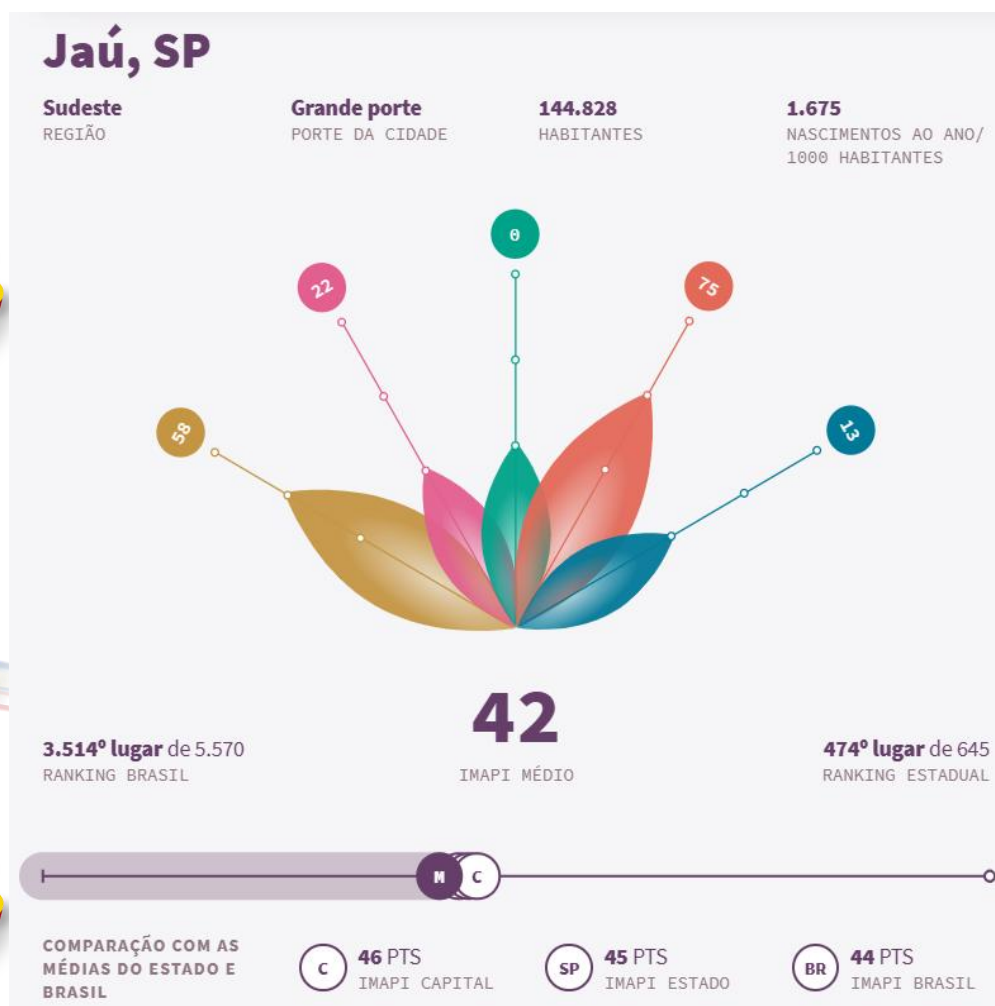 Jaú, SP
Sudeste
REGIÃO
Grande porte
PORTE DA CIDADE
144.828
HABITANTES
1.675
NASCIMENTOS AO ANO/
1000 HABITANTES
0
22
75
58
13
42
IMAPI MÉDIO
3.514º lugar de 5.570
RANKING BRASIL
474º lugar de 645
RANKING ESTADUAL
M
C
COMPARAÇÃO COM AS
MÉDIAS DO ESTADO E
BRASIL
C
46 PTS
IMAPI CAPITAL
SP
45 PTS
IMAPI ESTADO
BR
44 PTS
IMAPI BRASIL